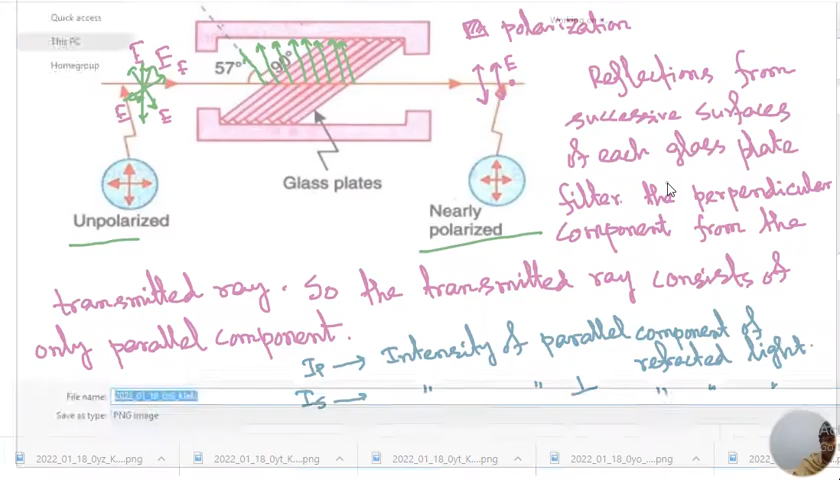 Quick access
This PC
Homegroup
polarization
57°
90°
E
E
E
E
E
E
Glass plates
Unpolarized
Nearly
polarized
Reflections from
successive surfaces
of each glass plate
filter the perpendicular
component from the
transmitted ray. So the transmitted ray consists of
only parallel component.
Ip → Intensity of parallel component of
refracted light.
Is → " " ⊥ " " "
File name:
Save as type: PNG image
2022_01_18_0yz_K....png
2022_01_18_0yt_K....png
2022_01_18_0yt_K....png
2022_01_18_0yo_....png
2022_01_18_0